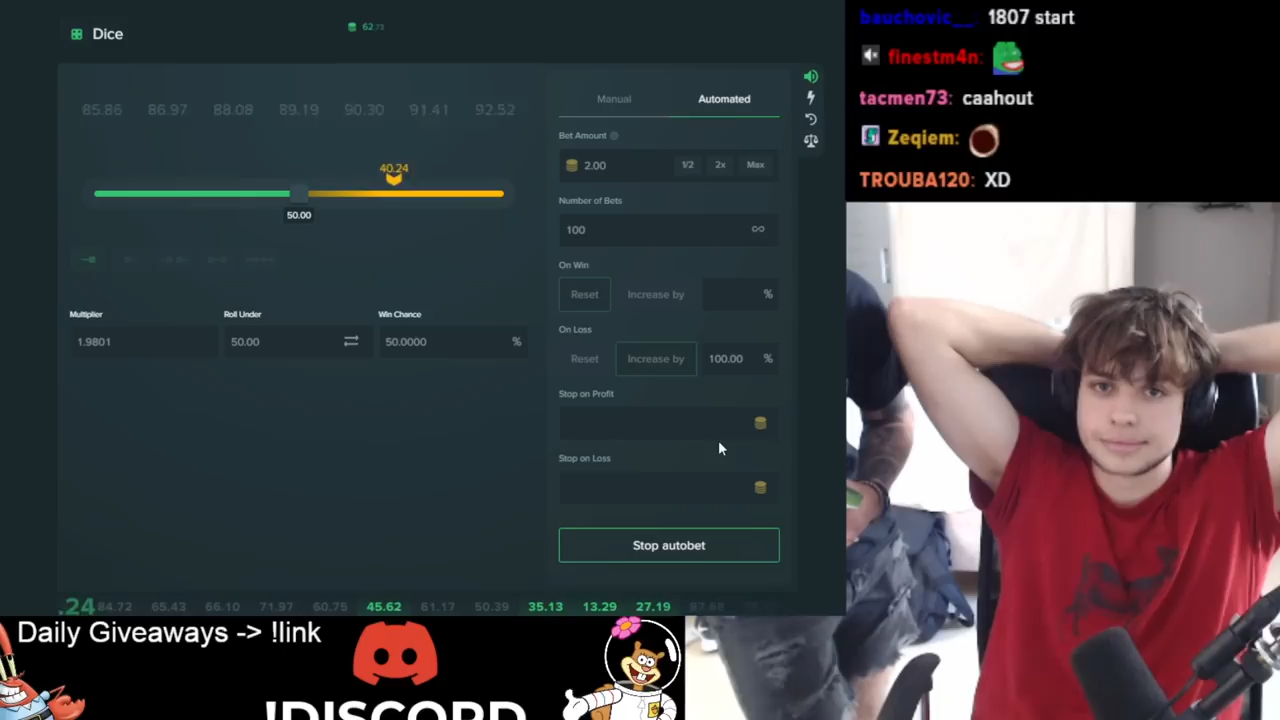 Dice
62.73
85.86 86.97 88.08 89.19 90.30 91.41 92.52
40.24
50.00
Multiplier Roll Under Win Chance
1.9801 50.00 50.0000 %
Manual Automated
Bet Amount
2.00 1/2 2x Max
Number of Bets
100 ∞
On Win
Reset Increase by %
On Loss
Reset Increase by 100.00 %
Stop on Profit
Stop on Loss
Stop autobet
.24 84.72 65.43 66.10 71.97 60.75 45.62 61.17 50.39 35.13 13.29 27.19 87.68
bauchovic__ 1807 start
finestm4n:
tacmen73: caahout
Zeqiem:
TROUBA120: XD
Daily Giveaways -> !link
!DISCORD